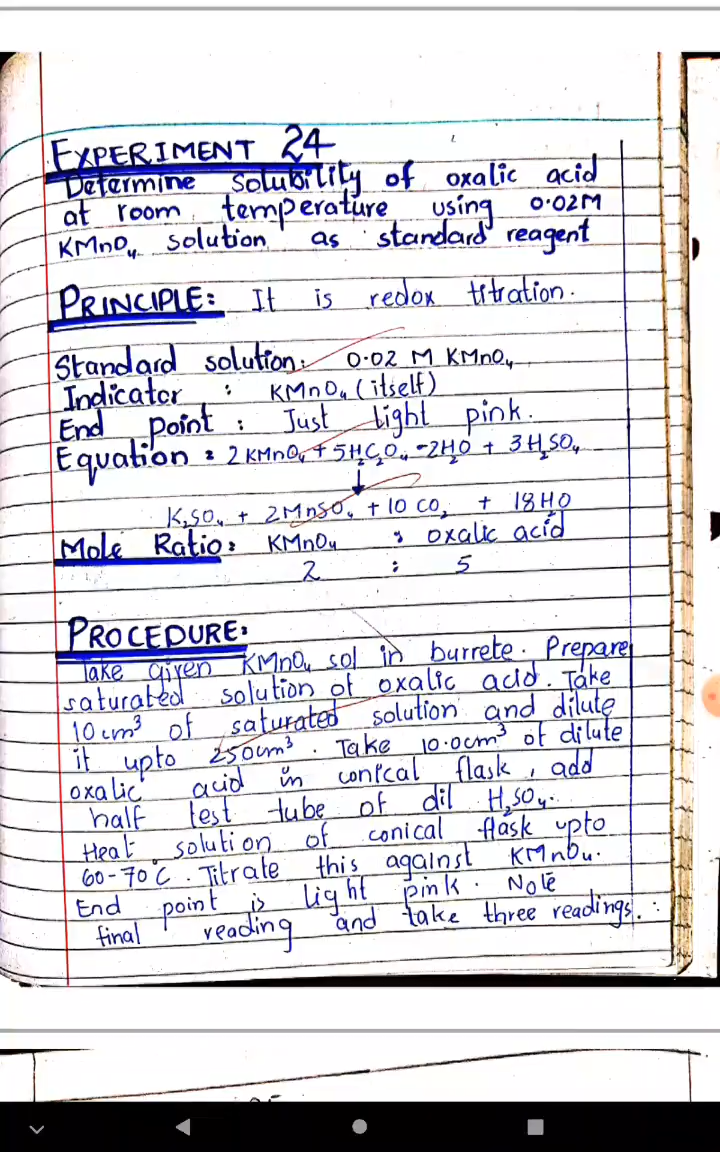 EXPERIMENT 24
Determine solubility of oxalic acid
at room temperature using 0.02M
KMnO₄ solution as standard reagent
PRINCIPLE: It is redox titration.
Standard solution: 0.02 M KMnO₄
Indicator : KMnO₄ (itself)
End point : Just light pink.
Equation : 2 KMnO₄ + 5H₂C₂O₄ - 2H₂O + 3H₂SO₄
↓
K₂SO₄ + 2MnSO₄ + 10 CO₂ + 18H₂O
Mole Ratio: KMnO₄ : oxalic acid
2 : 5
PROCEDURE:
Take given KMnO₄ sol in burrete. Prepare
saturated solution of oxalic acid. Take
10cm³ of saturated solution and dilute
it upto 250cm³. Take 10.0cm³ of dilute
oxalic acid in conical flask, add
half test tube of dil H₂SO₄.
Heat solution of conical flask upto
60-70°C. Titrate this against KMnO₄.
End point is light pink. Note
final reading and take three readings.